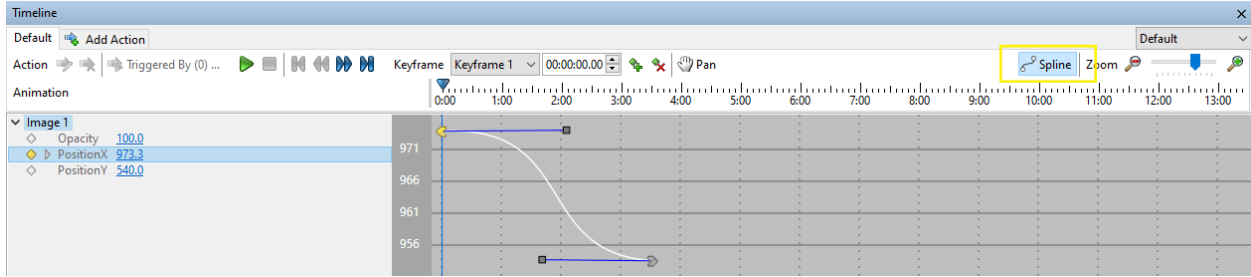 Timeline
Default Add Action Default
Action Triggered By (0) ... Keyframe Keyframe 1 00:00:00.00 Pan Spline Zoom
Animation 0:00 1:00 2:00 3:00 4:00 5:00 6:00 7:00 8:00 9:00 10:00 11:00 12:00 13:00
Image 1
Opacity 100.0
971
PositionX 973.3
PositionY 540.0
966
961
956